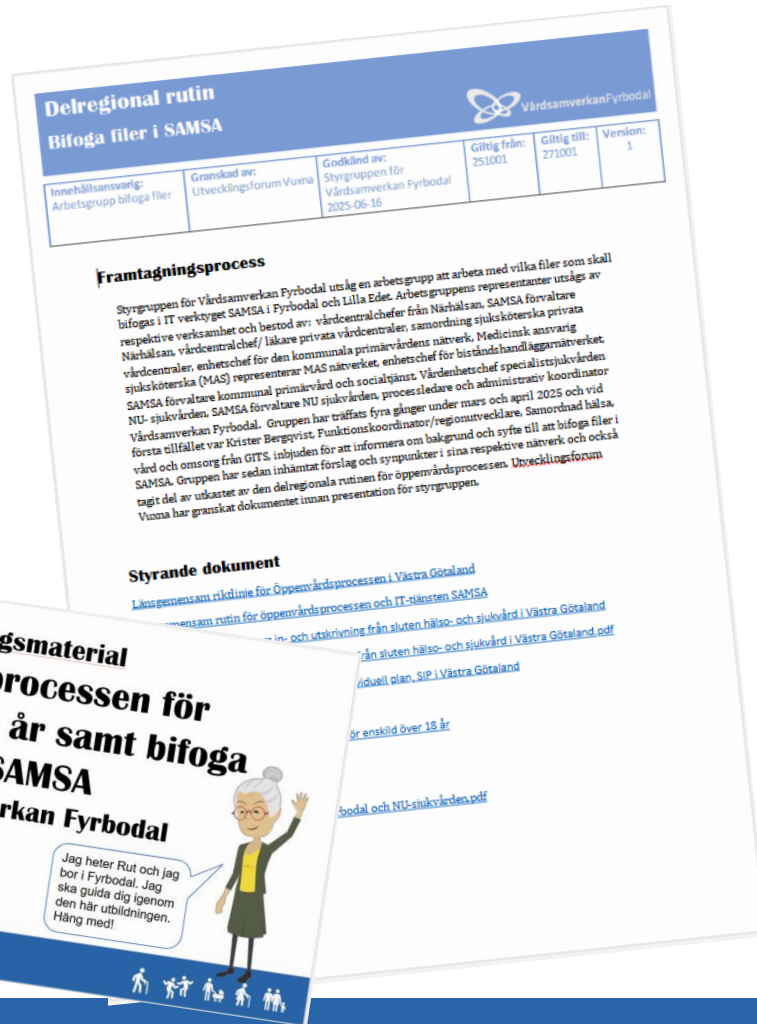 Delregional rutin
Bifoga filer i SAMSA
VårdsamverkanFyrbodal
Innehållsansvarig:
Arbetsgrupp bifoga filer
Granskad av:
Utvecklingsforum Vuxna
Godkänd av:
Styrgruppen för
Vårdsamverkan Fyrbodal
2025-06-16
Giltig från:
251001
Giltig till:
271001
Version:
1
Framtagningsprocess
Styrgruppen för Vårdsamverkan Fyrbodal utsåg en arbetsgrupp att arbeta med vilka filer som skall
bifogas i IT verktyget SAMSA i Fyrbodal och Lilla Edet. Arbetsgruppens representanter utsågs av
respektive verksamhet och bestod av: vårdcentralchefer från Närhälsan, SAMSA förvaltare
Närhälsan, vårdcentralchef/ läkare privata vårdcentraler, samordning sjuksköterska privata
vårdcentraler, enhetschef för den kommunala primärvårdens nätverk, Medicinsk ansvarig
sjuksköterska (MAS) representerar MAS nätverket, enhetschef för biståndshandläggarnätverket,
SAMSA förvaltare kommunal primärvård och socialtjänst. Vårdenhetschef specialistsjukvården
NU- sjukvården, SAMSA förvaltare NU sjukvården, processledare och administrativ koordinator
Vårdsamverkan Fyrbodal. Gruppen har träffats fyra gånger under mars och april 2025 och vid
första tillfället var Krister Bergqvist, Funktionskoordinator/regionutvecklare, Samordnad hälsa,
vård och omsorg från GITS, inbjuden för att informera om bakgrund och syfte till att bifoga filer i
SAMSA. Gruppen har sedan inhämtat förslag och synpunkter i sina respektive nätverk och också
tagit del av utkastet av den delregionala rutinen för öppenvårdsprocessen. Utvecklingsforum
Vuxna har granskat dokumentet innan presentation för styrgruppen.
Styrande dokument
Länsgemensam riktlinje för Öppenvårdsprocessen i Västra Götaland
mensam rutin för öppenvårdsprocessen och IT-tjänsten SAMSA
in- och utskrivning från sluten hälso- och sjukvård i Västra Götaland
från sluten hälso- och sjukvård i Västra Götaland.pdf
viduell plan, SIP i Västra Götaland
ör enskild över 18 år
bodal och NU-sjukvården.pdf
gsmaterial
processen för
år samt bifoga
SAMSA
rkan Fyrbodal
Jag heter Rut och jag
bor i Fyrbodal. Jag
ska guida dig igenom
den här utbildningen.
Häng med!